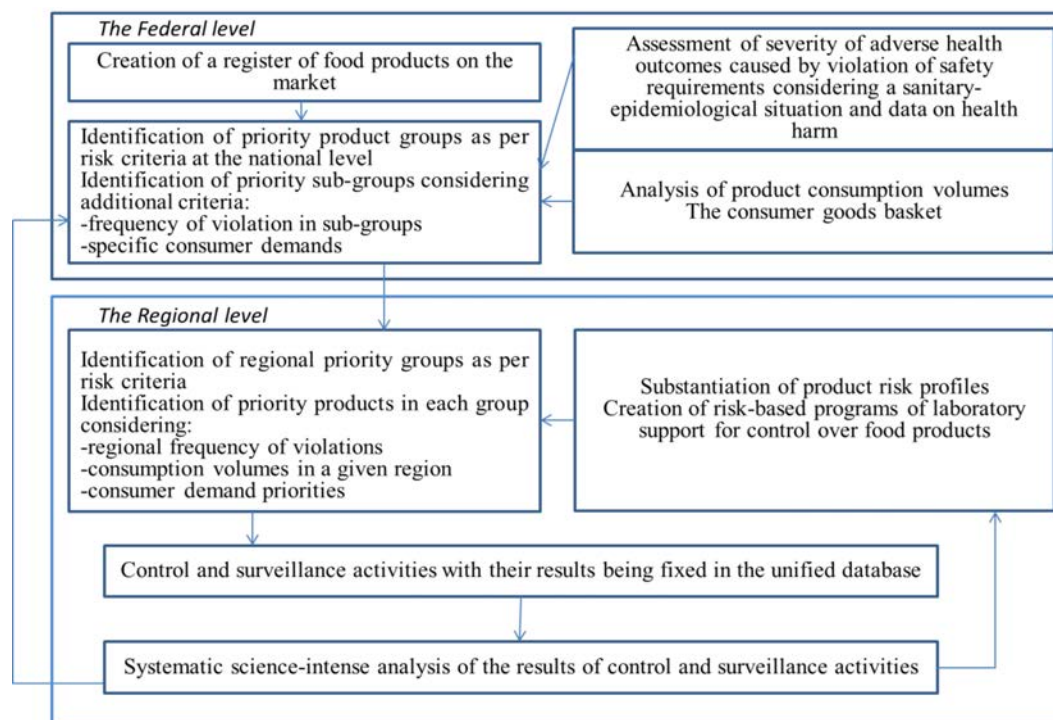 The Federal level
Creation of a register of food products on the
market
Identification of priority product groups as per
risk criteria at the national level
Identification of priority sub-groups considering
additional criteria:
-frequency of violation in sub-groups
-specific consumer demands
Assessment of severity of adverse health
outcomes caused by violation of safety
requirements considering a sanitary-
epidemiological situation and data on health
harm
Analysis of product consumption volumes
The consumer goods basket
The Regional level
Identification of regional priority groups as per
risk criteria
Identification of priority products in each group
considering:
-regional frequency of violations
-consumption volumes in a given region
-consumer demand priorities
Substantiation of product risk profiles
Creation of risk-based programs of laboratory
support for control over food products
Control and surveillance activities with their results being fixed in the unified database
Systematic science-intense analysis of the results of control and surveillance activities